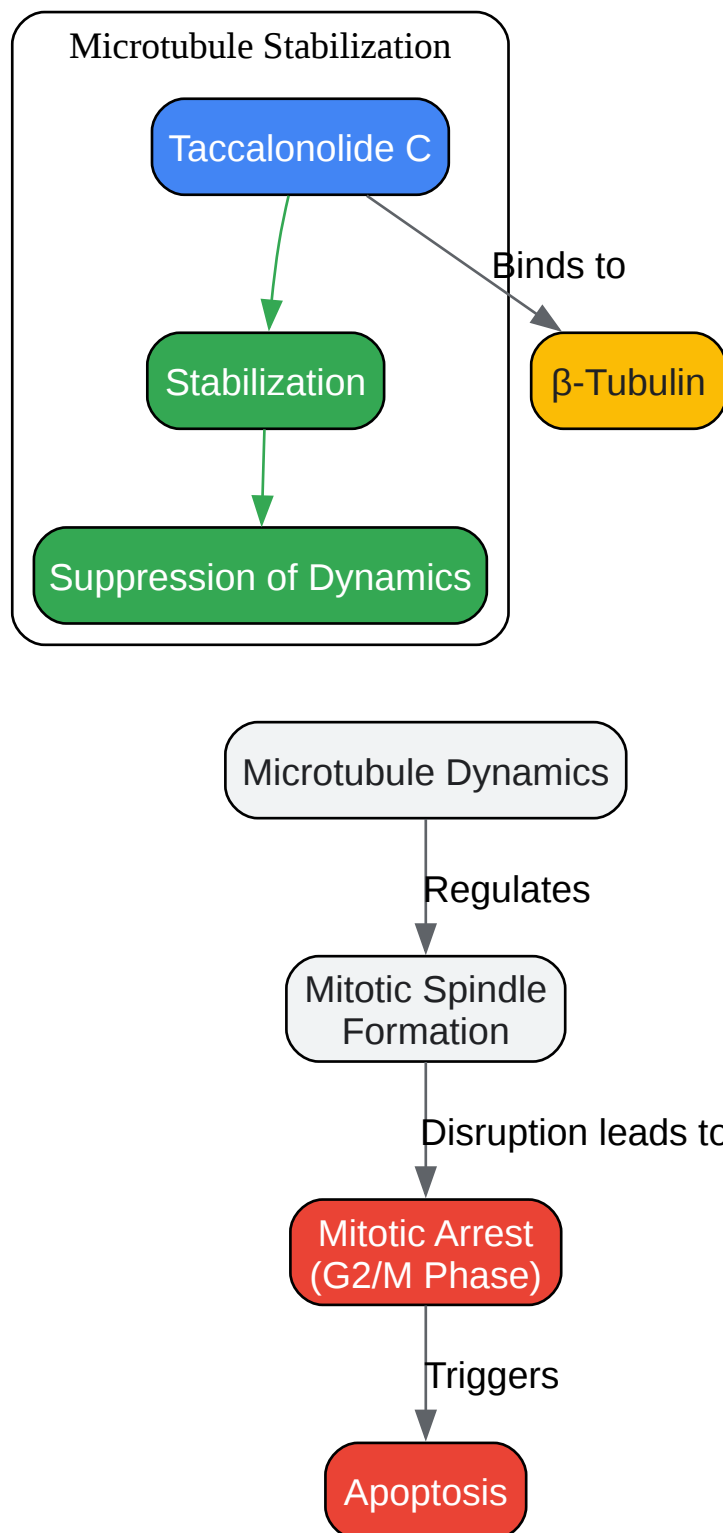 Microtubule Stabilization
Taccalonolide C
Binds to
Stabilization
β-Tubulin
Suppression of Dynamics
Microtubule Dynamics
Regulates
Mitotic Spindle
Formation
Disruption leads to
Mitotic Arrest
(G2/M Phase)
Triggers
Apoptosis